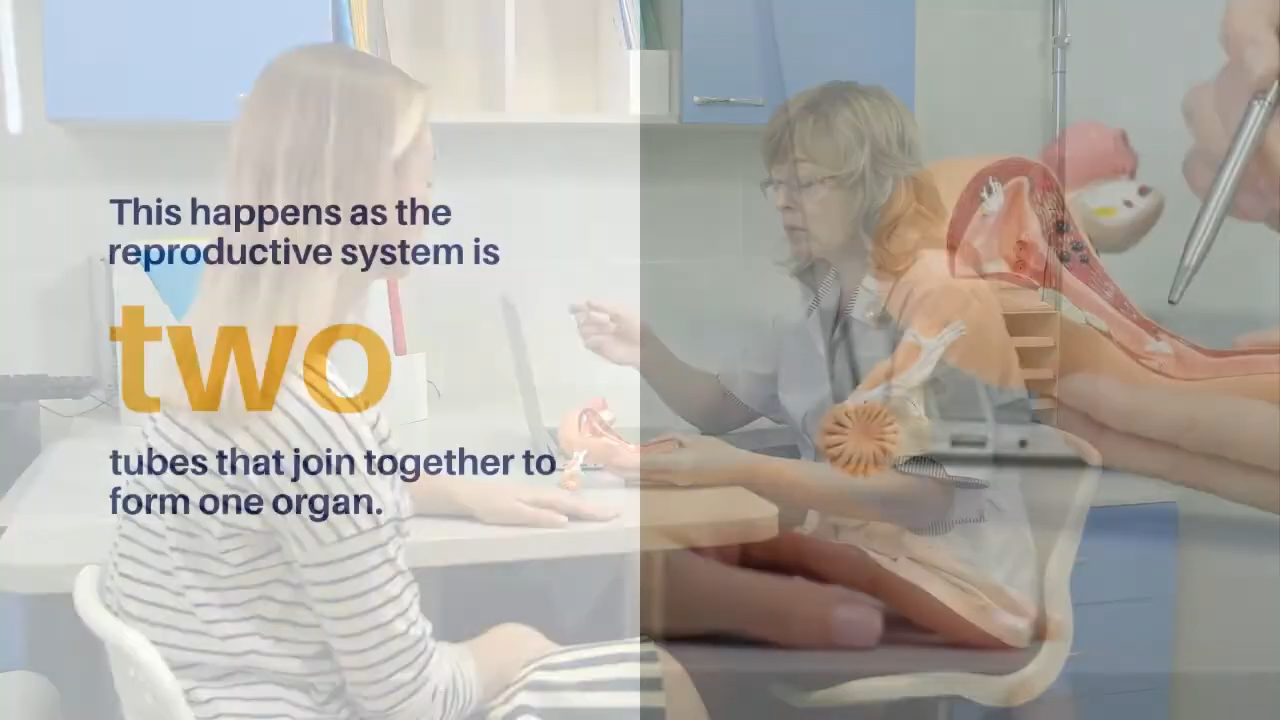 This happens as the
reproductive system is
two
tubes that join together to
form one organ.